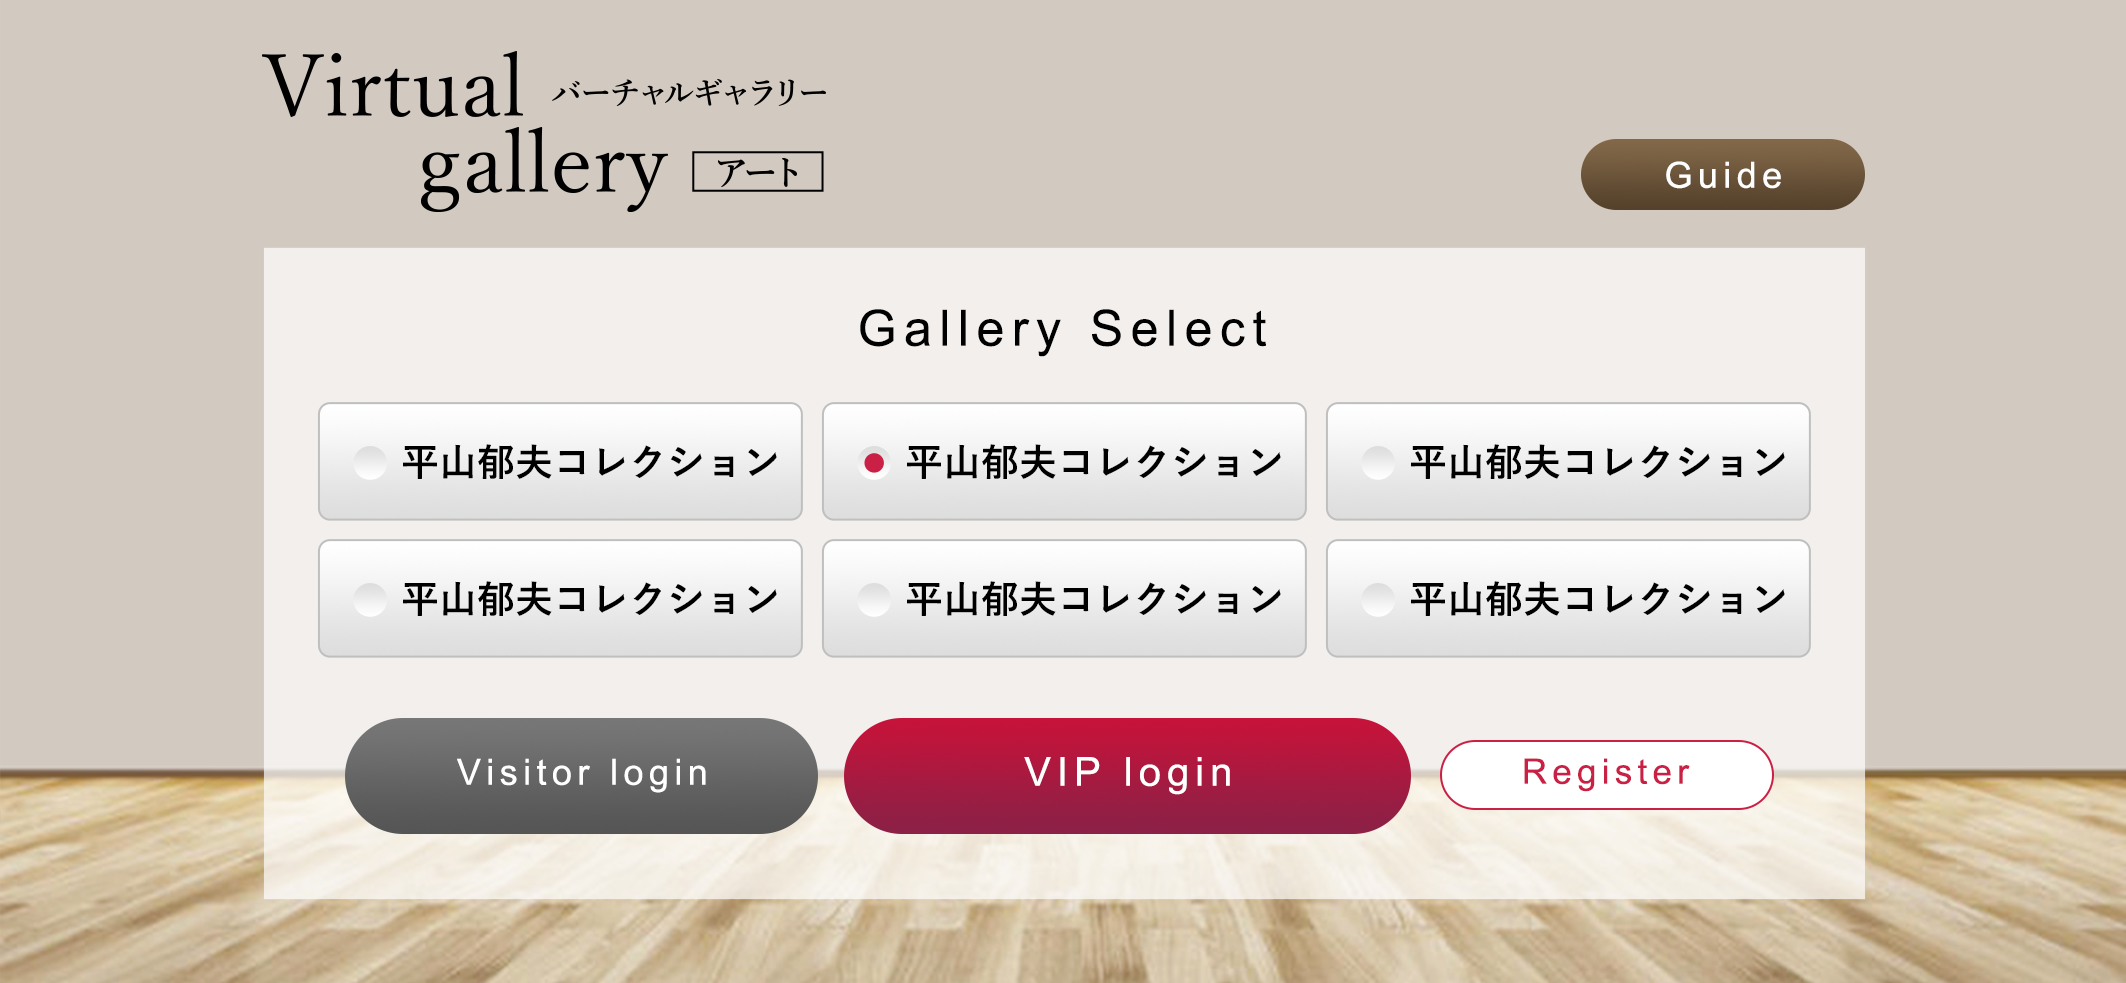 Virtual バーチャルギャラリー
gallery アート
Guide
Gallery Select
平山郁夫コレクション 平山郁夫コレクション 平山郁夫コレクション
平山郁夫コレクション 平山郁夫コレクション 平山郁夫コレクション
Visitor login VIP login Register